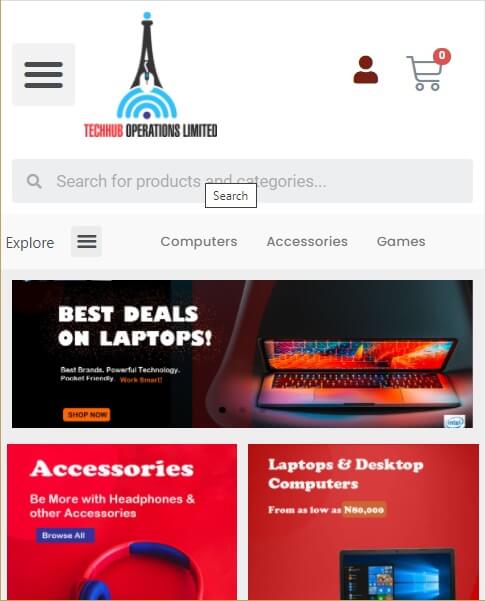 TECHHUB OPERATIONS LIMITED
0
Search for products and categories...
Search
Explore
Computers
Accessories
Games
BEST DEALS
ON LAPTOPS!
Best Brands. Powerful Technology.
Pocket Friendly. Work Smart!!
SHOP NOW
intel
Accessories
Be More with Headphones &
other Accessories
Browse All
Laptops & Desktop
Computers
From as low as N80,000